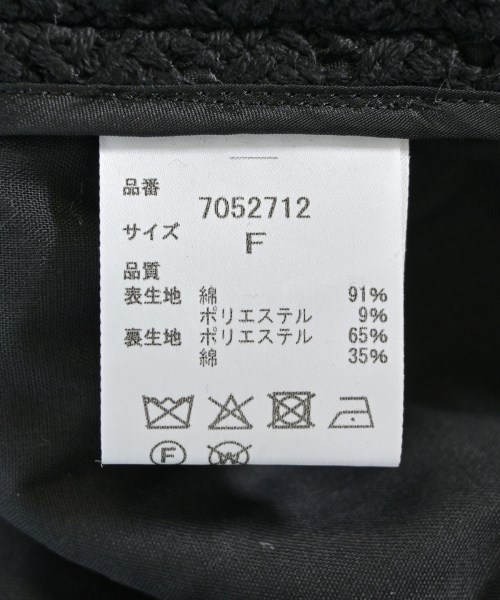 品番 7052712
サイズ F
品質
表生地 綿 91%
ポリエステル 9%
裏生地 ポリエステル 65%
綿 35%
F W